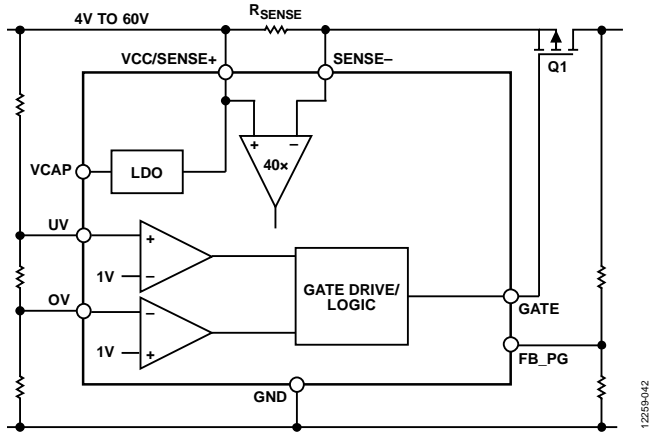 4V TO 60V
RSENSE
VCC/SENSE+
SENSE–
Q1
+ –
40×
VCAP
LDO
UV
+
1V
–
OV
–
1V
+
GATE DRIVE/
LOGIC
GATE
FB_PG
GND
12259-042